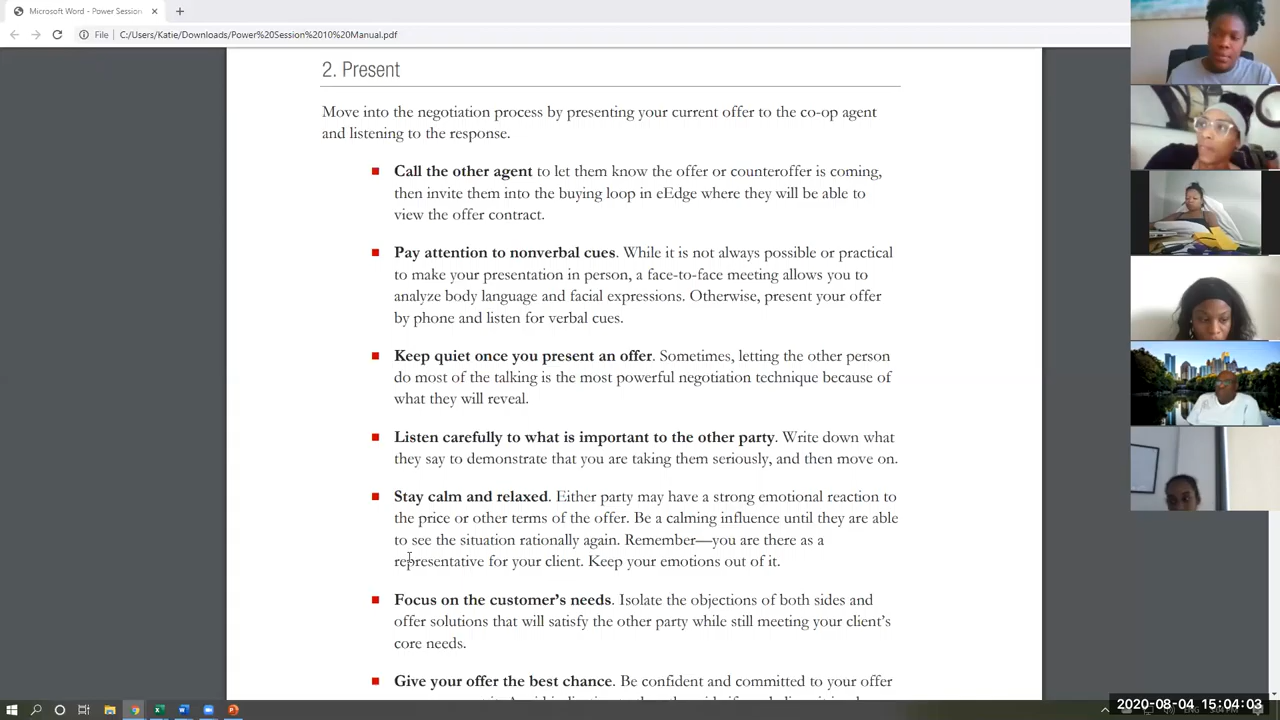 Microsoft Word - Power Session
File
C:/Users/Katie/Downloads/Power%20Session%2010%20Manual.pdf
2. Present
Move into the negotiation process by presenting your current offer to the co-op agent
and listening to the response.
Call the other agent to let them know the offer or counteroffer is coming,
then invite them into the buying loop in eEdge where they will be able to
view the offer contract.
Pay attention to nonverbal cues. While it is not always possible or practical
to make your presentation in person, a face-to-face meeting allows you to
analyze body language and facial expressions. Otherwise, present your offer
by phone and listen for verbal cues.
Keep quiet once you present an offer. Sometimes, letting the other person
do most of the talking is the most powerful negotiation technique because of
what they will reveal.
Listen carefully to what is important to the other party. Write down what
they say to demonstrate that you are taking them seriously, and then move on.
Stay calm and relaxed. Either party may have a strong emotional reaction to
the price or other terms of the offer. Be a calming influence until they are able
to see the situation rationally again. Remember—you are there as a
representative for your client. Keep your emotions out of it.
Focus on the customer's needs. Isolate the objections of both sides and
offer solutions that will satisfy the other party while still meeting your client's
core needs.
Give your offer the best chance. Be confident and committed to your offer
2020-08-04 15:04:03